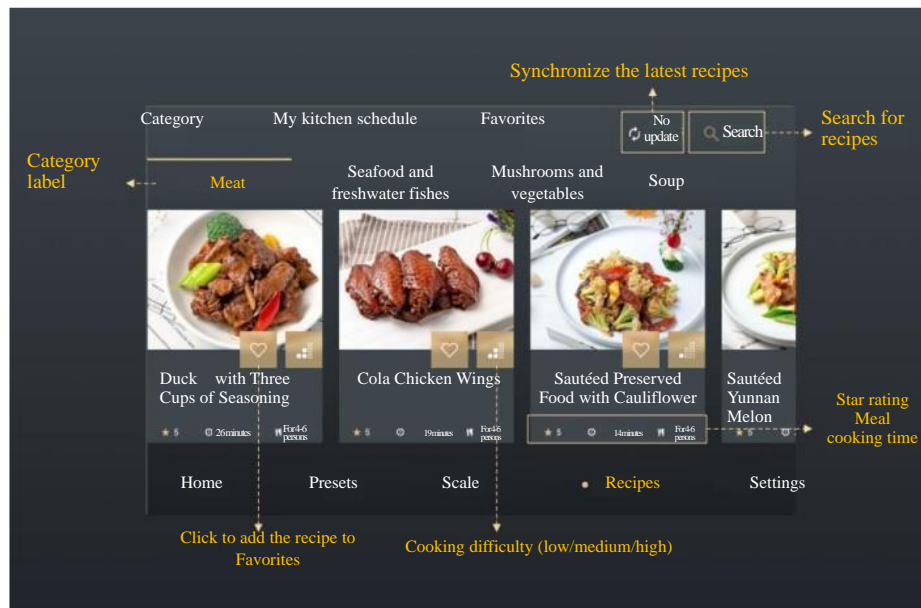 Synchronize the latest recipes
Category
My kitchen schedule
Favorites
No
update
Search
Search for
recipes
Category
label
Meat
Seafood and
freshwater fishes
Mushrooms and
vegetables
Soup
Duck with Three
Cups of Seasoning
Cola Chicken Wings
Sautéed Preserved
Food with Cauliflower
Sautéed
Yunnan
Melon
5
26minutes
For4-6
persons
5
19minutes
For4-6
persons
5
14minutes
For4-6
persons
5
Star rating
Meal
cooking time
Home
Presets
Scale
Recipes
Settings
Click to add the recipe to
Favorites
Cooking difficulty (low/medium/high)